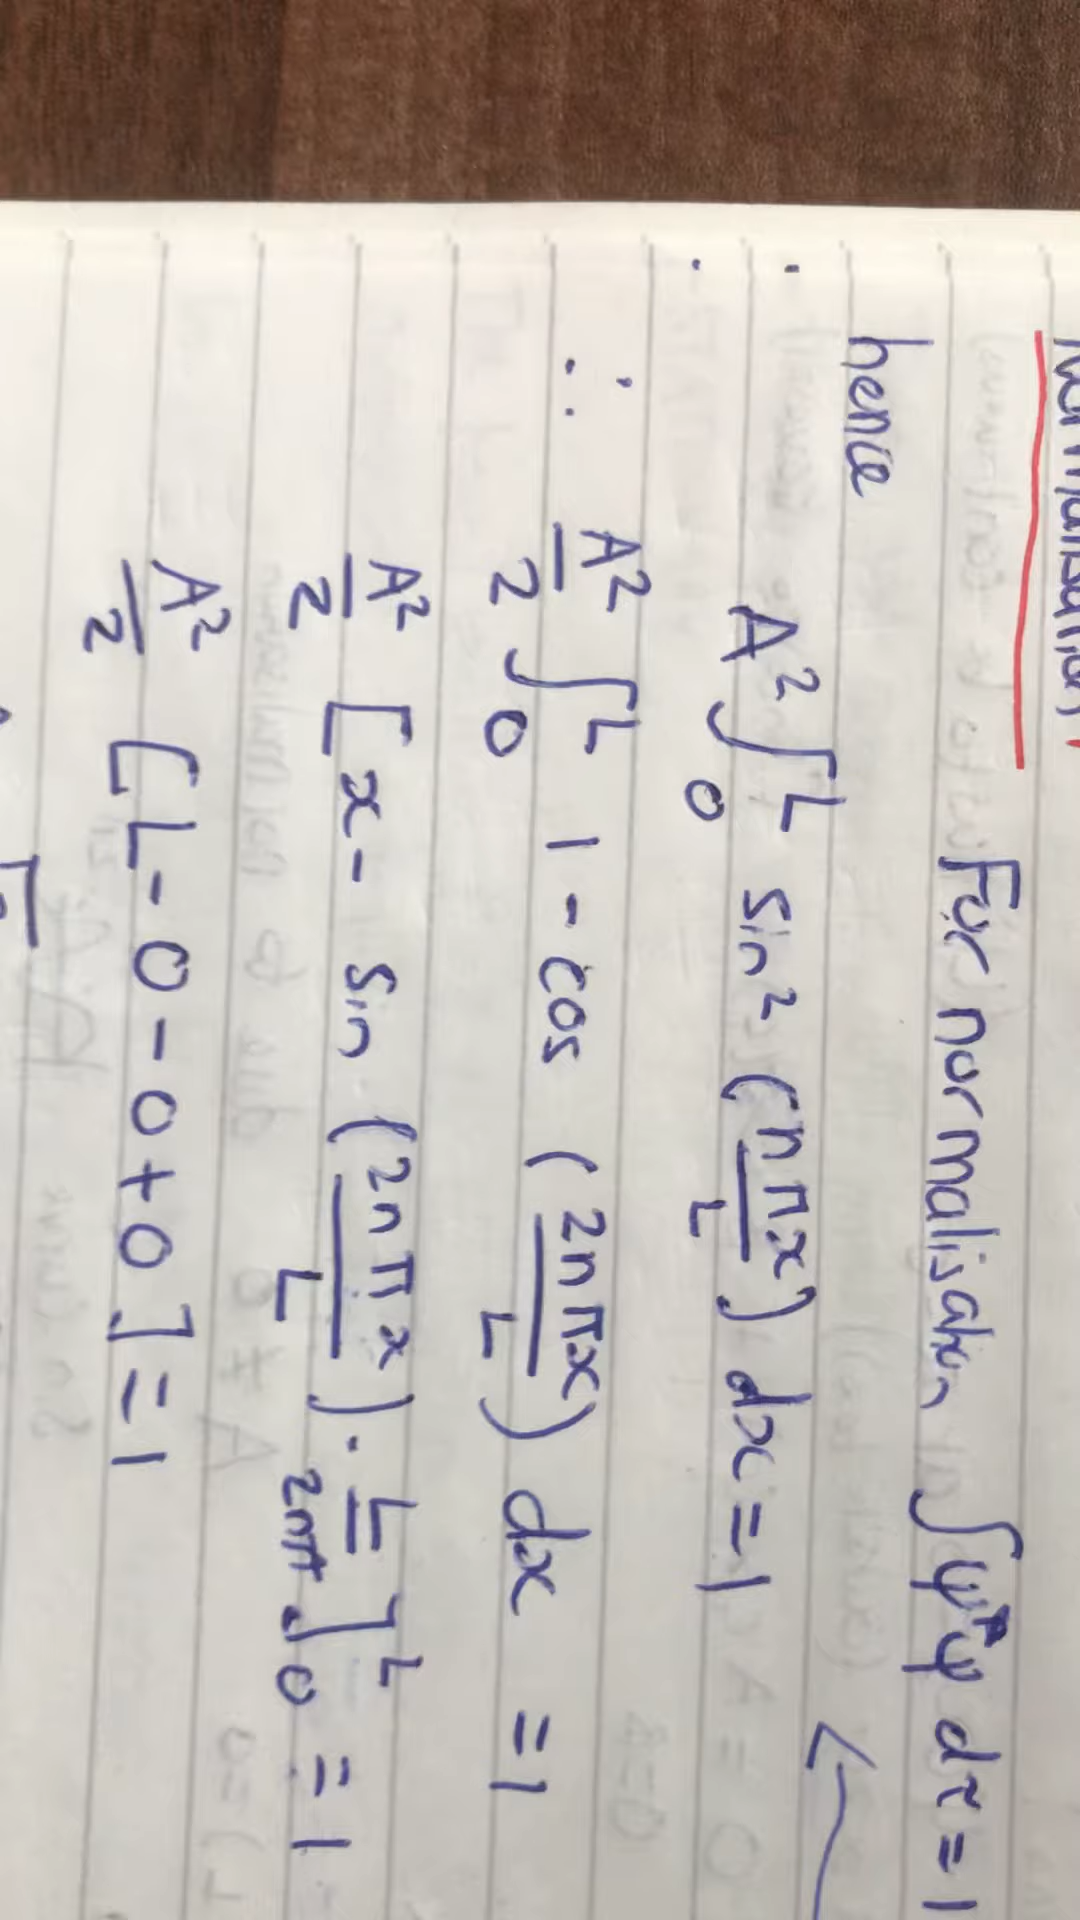 Normalisation
For normalisation ∫ψ*ψ dτ = 1
hence
A² ∫₀ᴸ sin² (nπx/L) dx = 1
∴ A²/2 ∫₀ᴸ 1 - cos (2nπx/L) dx = 1
A²/2 [x - sin (2nπx/L) · L/2nπ]₀ᴸ = 1
A²/2 [L - 0 - 0 + 0] = 1